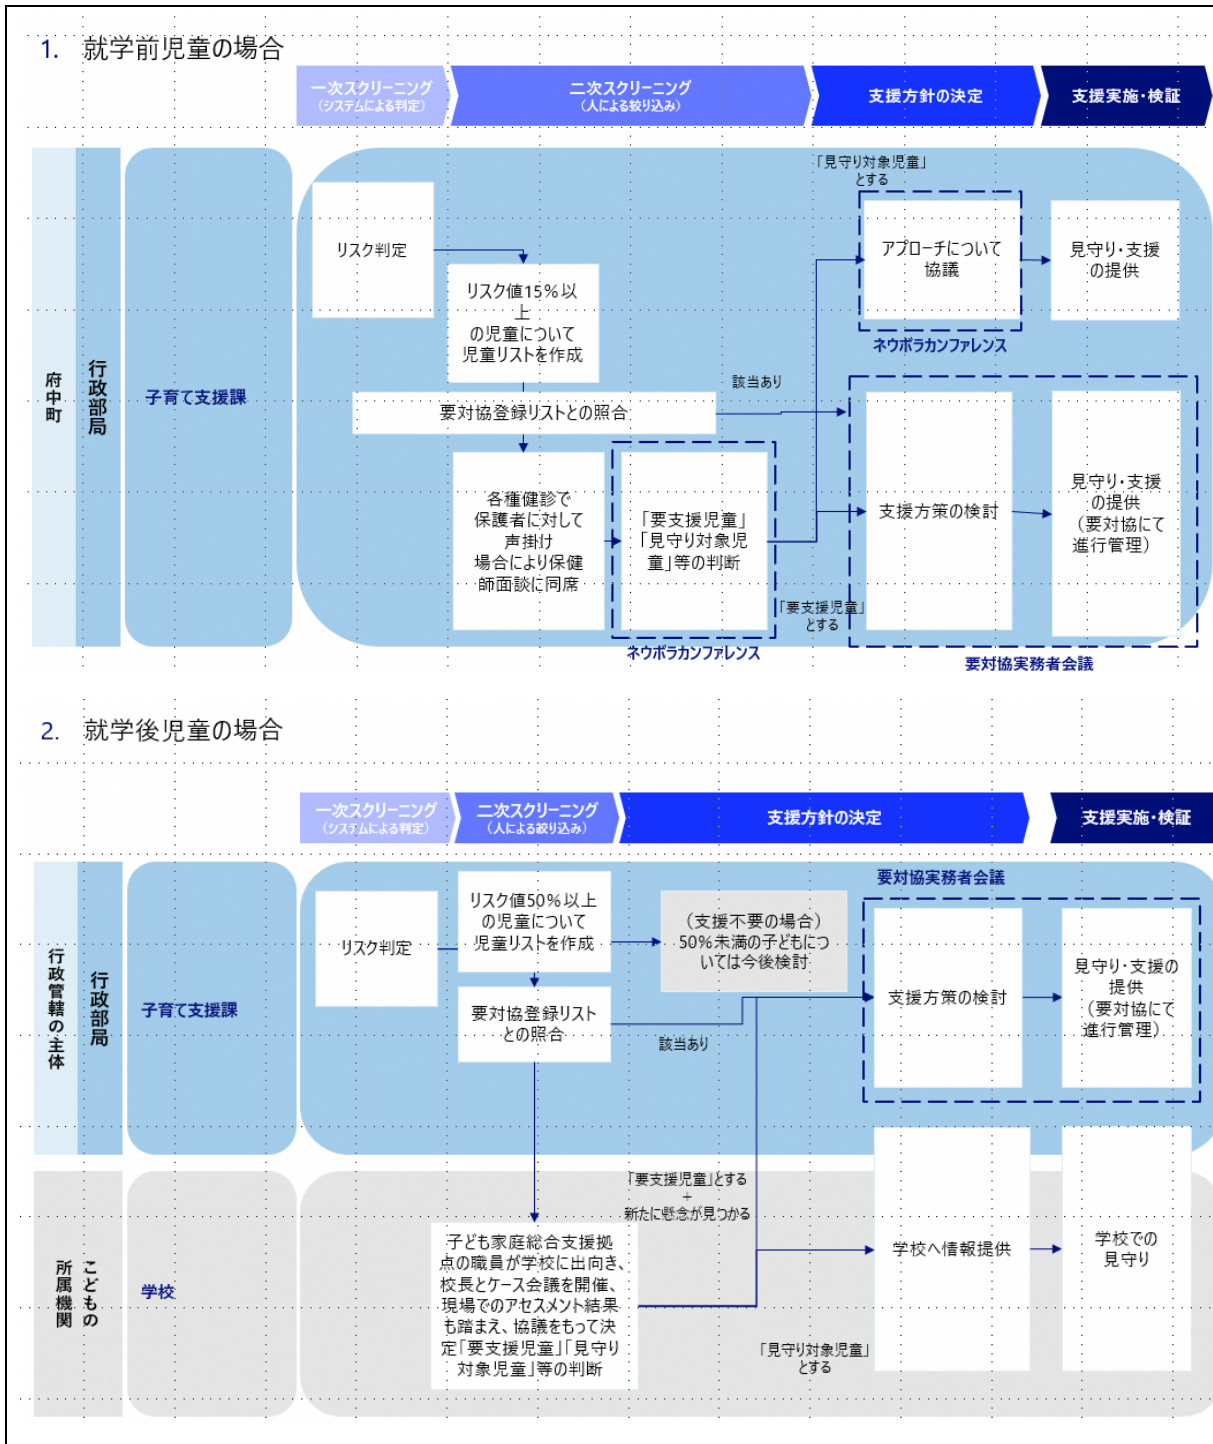 1. 就学前児童の場合
一次スクリーニング
(システムによる判定)
二次スクリーニング
(人による絞り込み)
支援方針の決定
支援実施・検証
府中町
行政部局
子育て支援課
リスク判定
リスク値15%以
上
の児童について
児童リストを作成
要対協登録リストとの照合
該当あり
各種健診で
保護者に対して
声掛け
場合により保健
師面談に同席
「要支援児童」
「見守り対象児
童」等の判断
ネウボラカンファレンス
「見守り対象児童」
とする
アプローチについて
協議
ネウボラカンファレンス
見守り・支援
の提供
「要支援児童」
とする
支援方策の検討
見守り・支援
の提供
(要対協にて
進行管理)
要対協実務者会議
2. 就学後児童の場合
一次スクリーニング
(システムによる判定)
二次スクリーニング
(人による絞り込み)
支援方針の決定
支援実施・検証
行政管轄の主体
行政部局
子育て支援課
リスク判定
リスク値50%以上
の児童について
児童リストを作成
要対協登録リスト
との照合
(支援不要の場合)
50%未満の子どもにつ
いては今後検討
該当あり
要対協実務者会議
支援方策の検討
見守り・支援の
提供
(要対協にて
進行管理)
こどもの
所属機関
学校
子ども家庭総合支援拠
点の職員が学校に出向き、
校長とケース会議を開催、
現場でのアセスメント結果
も踏まえ、協議をもって決
定「要支援児童」「見守り
対象児童」等の判断
「要支援児童」とする
+
新たに懸念が見つかる
「見守り対象児童」
とする
学校へ情報提供
学校での
見守り